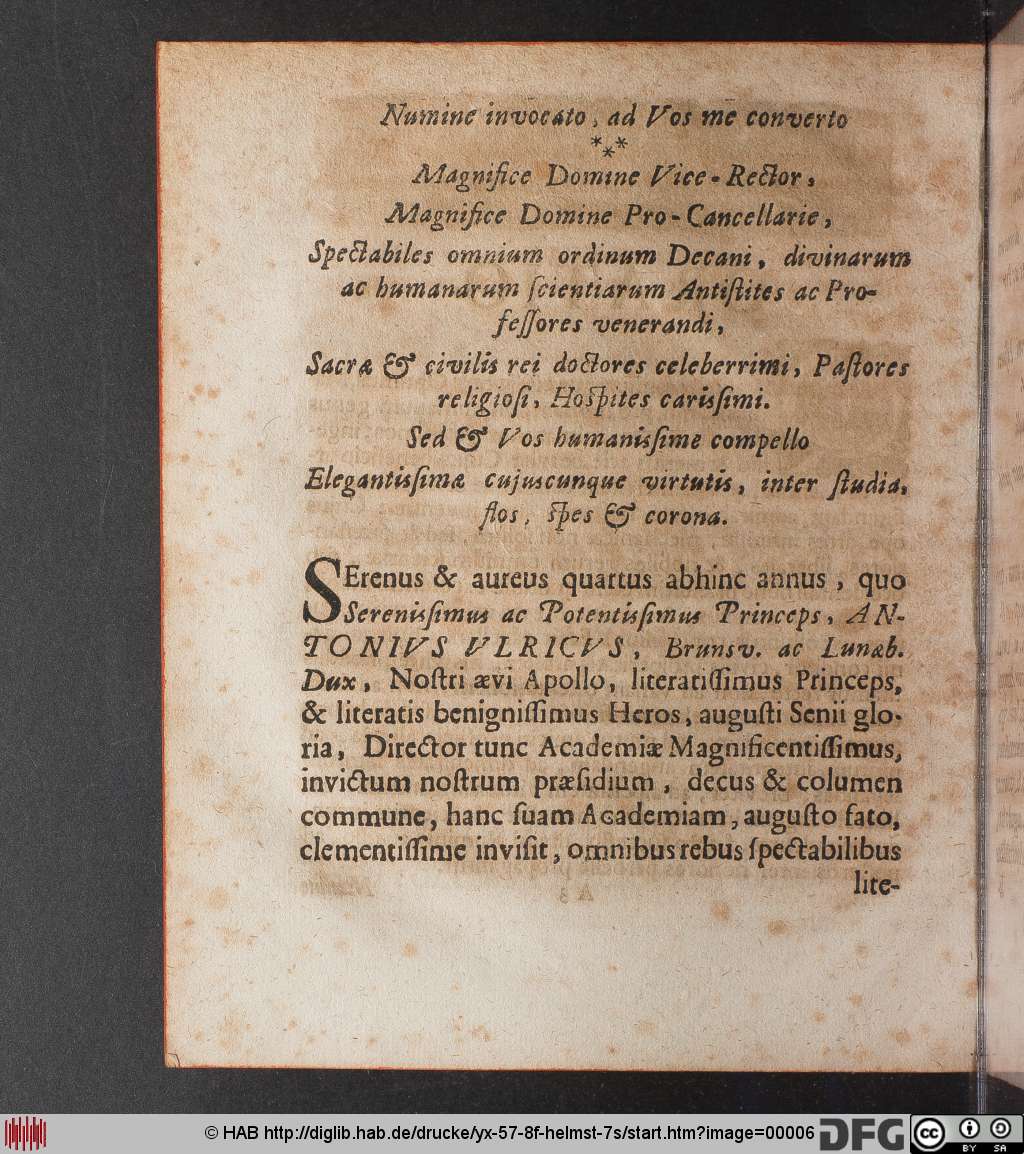 Numine invocato, ad Vos me converto
***
Magnifice Domine Vice-Rector,
Magnifice Domine Pro-Cancellarie,
Spectabiles omnium ordinum Decani, divinarum
ac humanarum ſcientiarum Antiſtites ac Pro-
feſſores venerandi,
Sacræ & civilis rei doctores celeberrimi, Paſtores
religioſi, Hoſpites carisſimi.
Sed & Vos humanisſime compello
Elegantisſimæ cujuscunque virtutis, inter ſtudia,
flos, ſpes & corona.
SErenus & aureus quartus abhinc annus, quo
Serenisſimus ac Potentisſimus Princeps, AN-
TONIVS VLRICVS, Brunsv. ac Lunæb.
Dux, Noſtri ævi Apollo, literatiſſimus Princeps,
& literatis benigniſſimus Heros, auguſti Senii glo-
ria, Director tunc Academiæ Magnificentiſſimus,
invictum noſtrum præſidium, decus & columen
commune, hanc ſuam Academiam, auguſto fato,
clementiſſime inviſit, omnibus rebus ſpectabilibus
lite-
© HAB http://diglib.hab.de/drucke/yx-57-8f-helmst-7s/start.htm?image=00006
DFG
cc BY SA